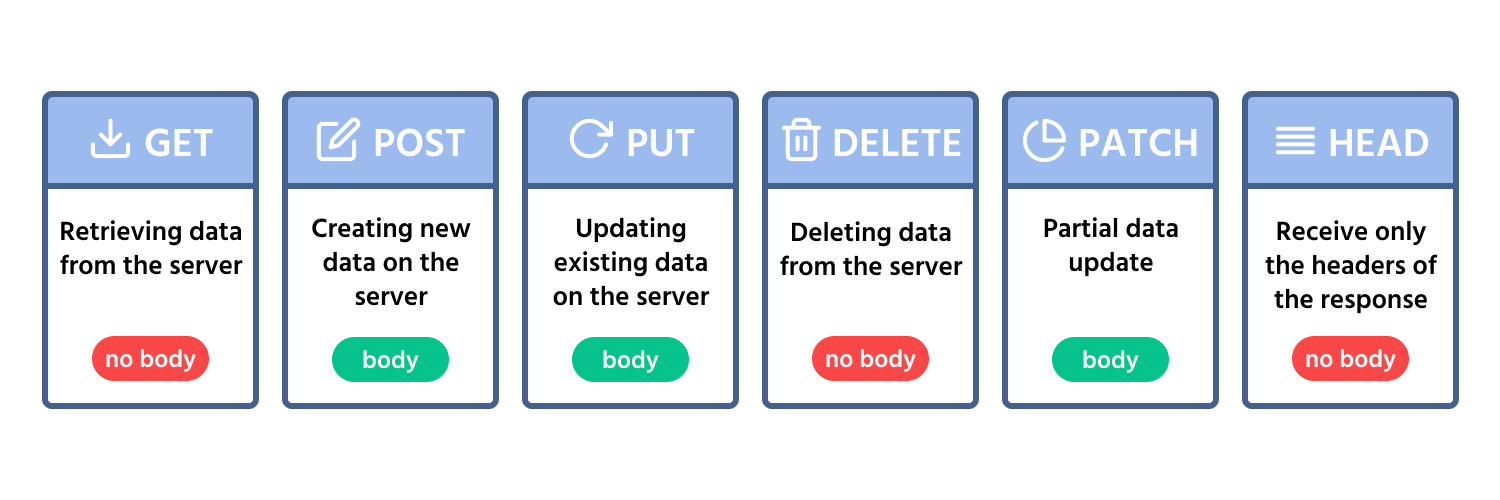 GET
Retrieving data
from the server
no body
POST
Creating new
data on the
server
body
PUT
Updating
existing data
on the server
body
DELETE
Deleting data
from the server
no body
PATCH
Partial data
update
body
HEAD
Receive only
the headers of
the response
no body